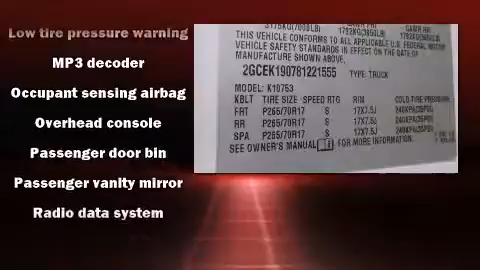 Low tire pressure warning
MP3 decoder
Occupant sensing airbag
Overhead console
Passenger door bin
Passenger vanity mirror
Radio data system
THIS VEHICLE CONFORMS TO ALL APPLICABLE U.S. FEDERAL MOTOR
VEHICLE SAFETY STANDARDS IN EFFECT ON THE DATE OF
MANUFACTURE SHOWN ABOVE.
2GCEK190781221555 TYPE: TRUCK
MODEL: K10753
TIRE SIZE SPEED RTG RIM COLD TIRE PRESSURE
FRT P265/70R17 S 17X7.5J
RR P265/70R17 S 17X7.5J
SPA P265/70R17 S 17X7.5J
SEE OWNER'S MANUAL FOR MORE INFORMATION.